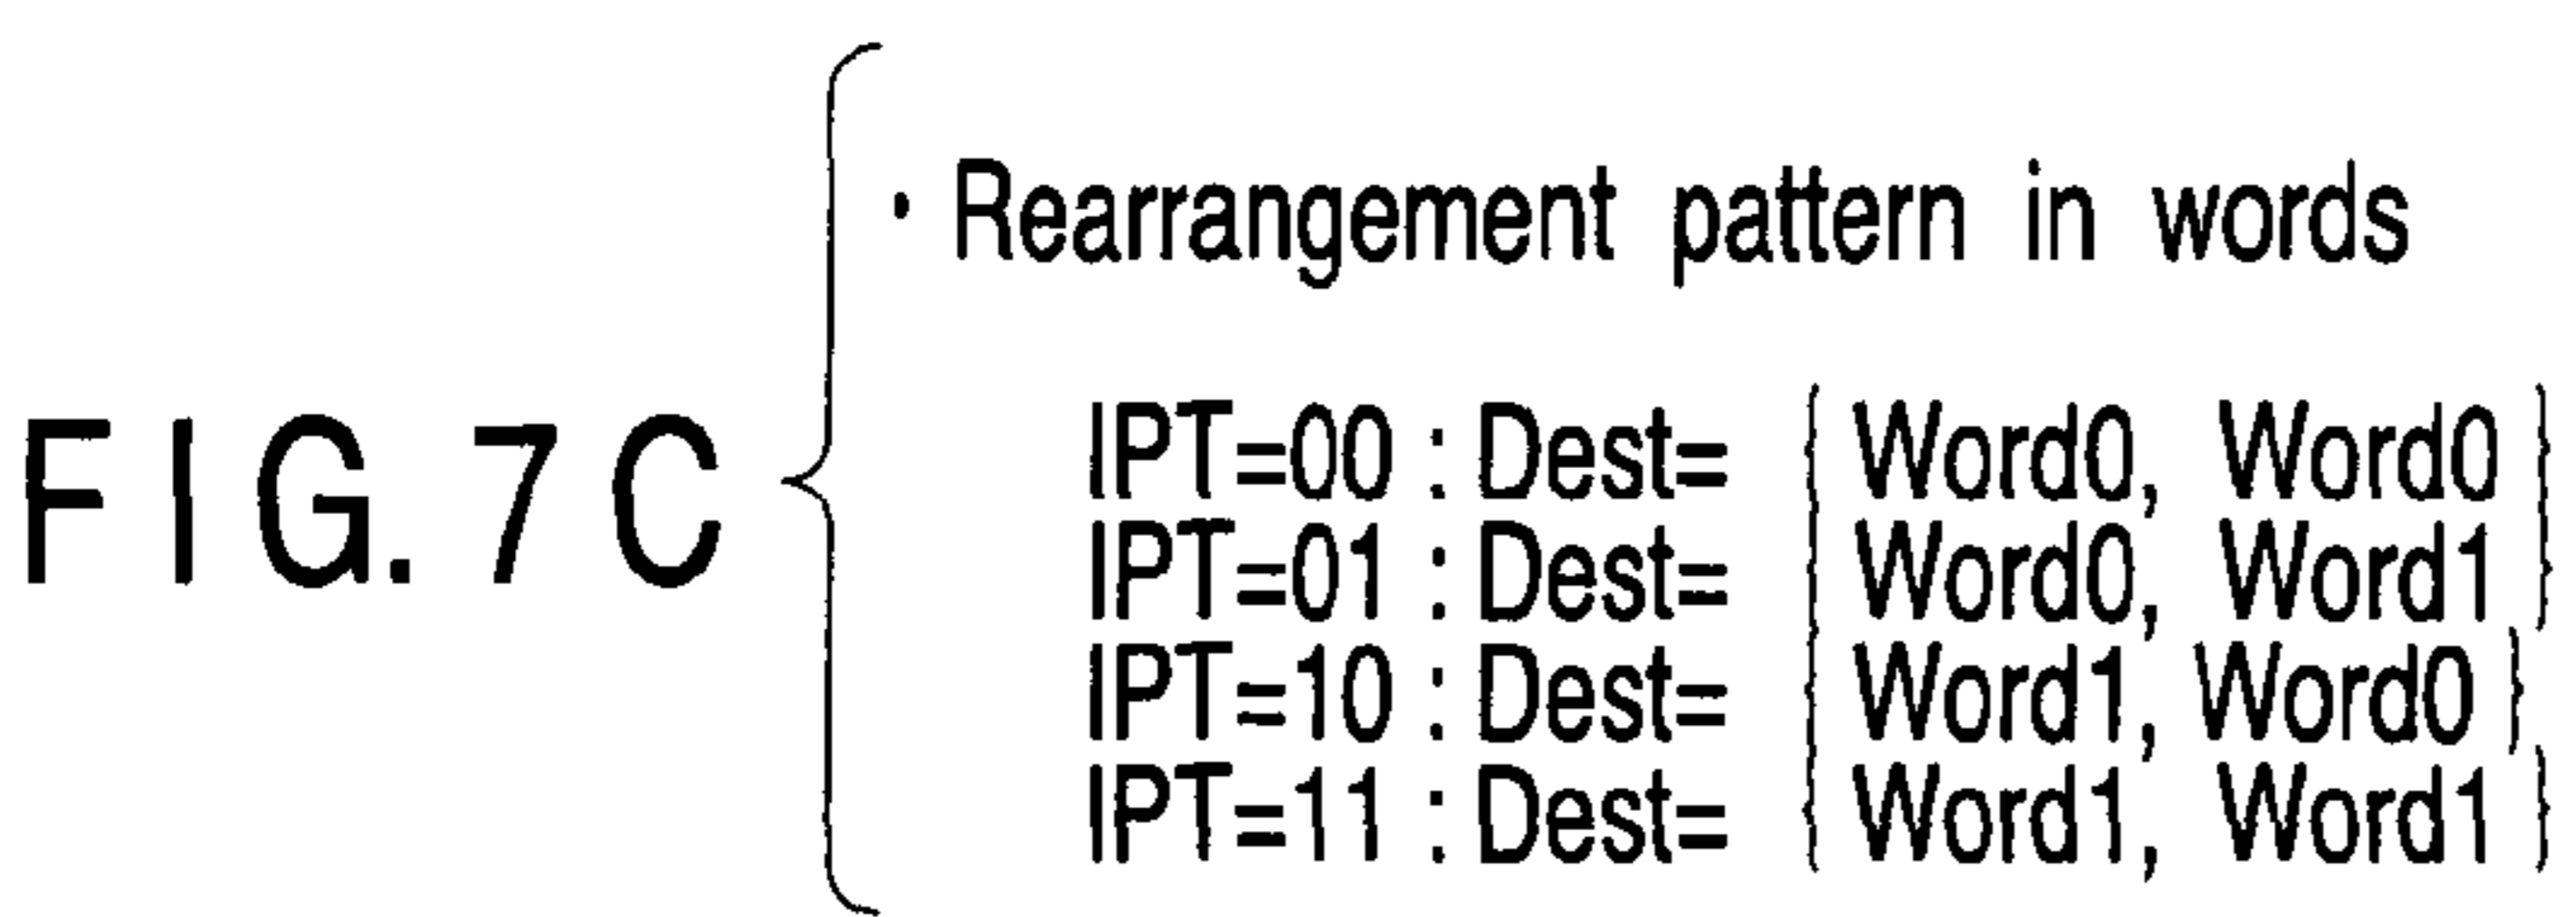 FIG. 7C
· Rearrangement pattern in words
IPT=00 : Dest= { Word0, Word0 }
IPT=01 : Dest= { Word0, Word1 }
IPT=10 : Dest= { Word1, Word0 }
IPT=11 : Dest= { Word1, Word1 }